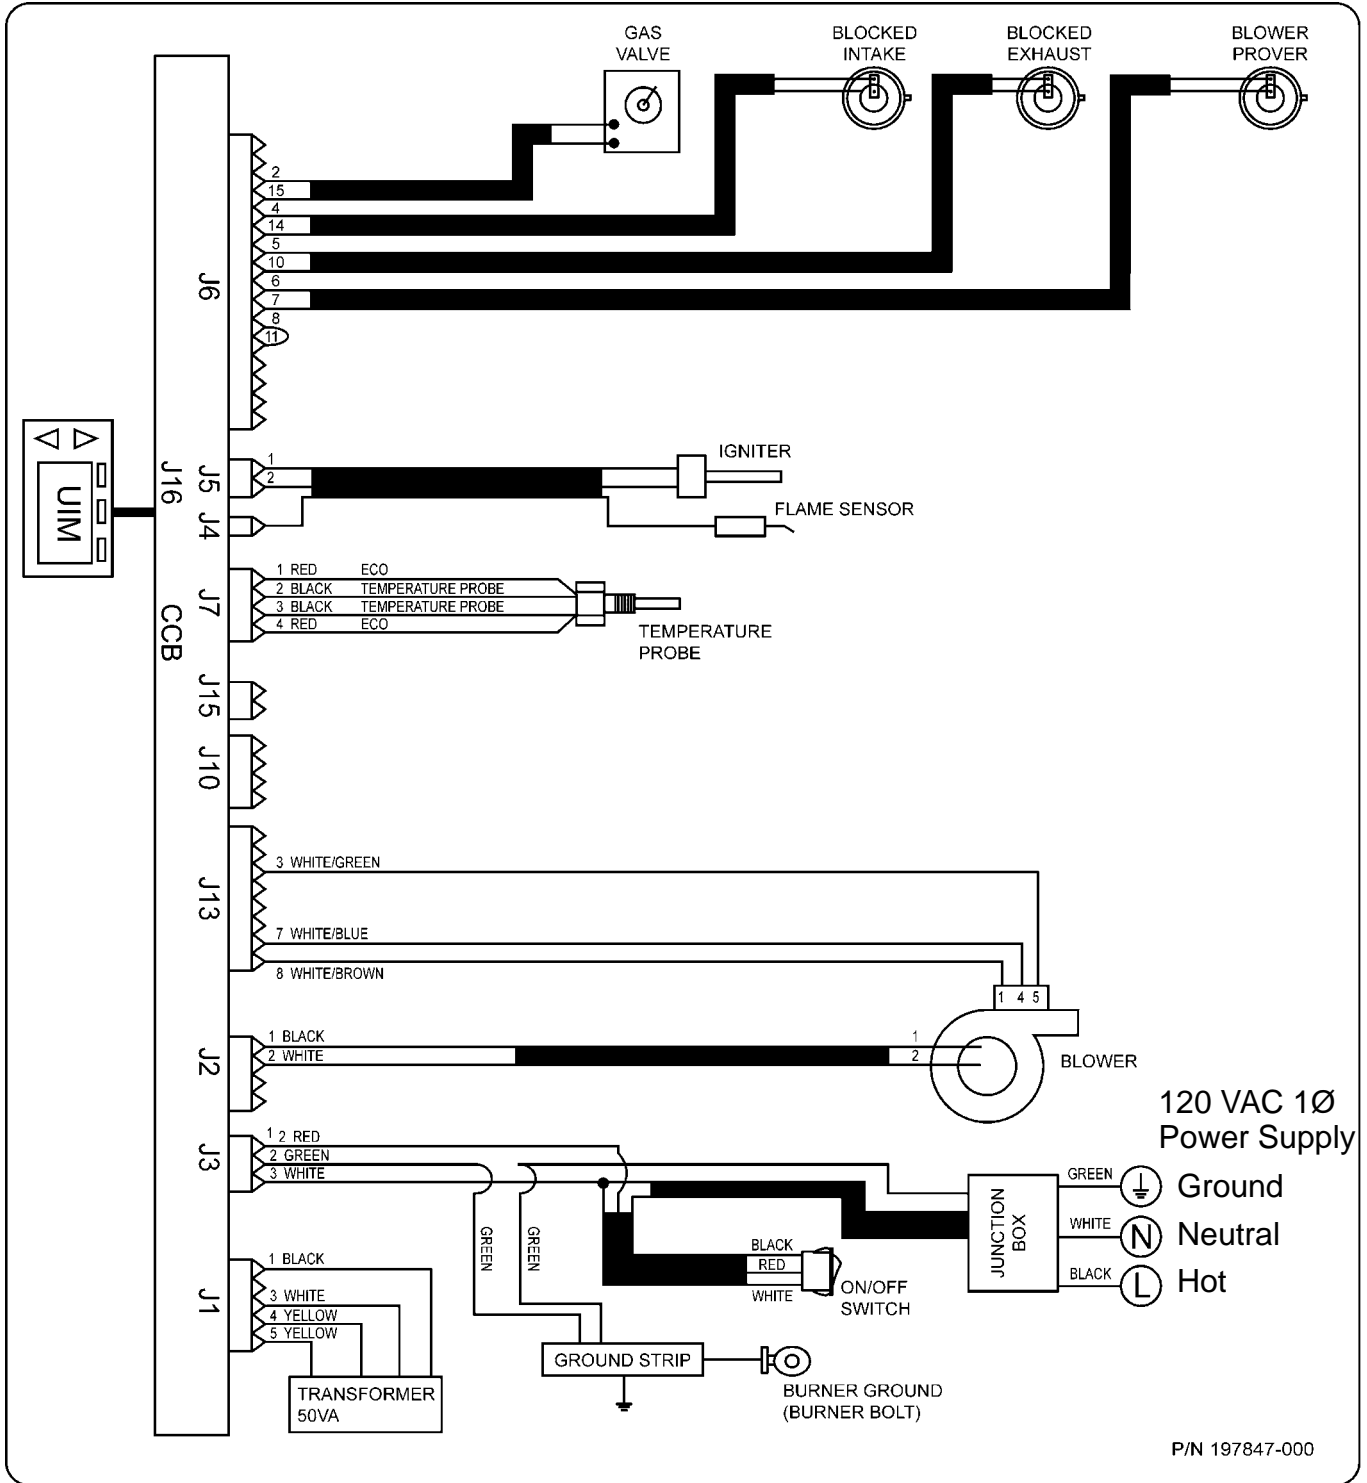 GAS
VALVE
BLOCKED
INTAKE
BLOCKED
EXHAUST
BLOWER
PROVER
2
15
4
14
5
10
6
7
8
11
J6
UIM
J16
J5
1
2
IGNITER
J4
FLAME SENSOR
J7
1 RED ECO
2 BLACK TEMPERATURE PROBE
3 BLACK TEMPERATURE PROBE
4 RED ECO
TEMPERATURE
PROBE
CCB
J15
J10
J13
3 WHITE/GREEN
7 WHITE/BLUE
8 WHITE/BROWN
1 4 5
J2
1 BLACK
2 WHITE
1
2
BLOWER
120 VAC 1Ø
Power Supply
J3
1 2 RED
2 GREEN
3 WHITE
GREEN
GREEN
JUNCTION
BOX
GREEN
Ground
WHITE
N Neutral
BLACK
L Hot
BLACK
RED
WHITE
ON/OFF
SWITCH
J1
1 BLACK
3 WHITE
4 YELLOW
5 YELLOW
TRANSFORMER
50VA
GROUND STRIP
BURNER GROUND
(BURNER BOLT)
P/N 197847-000